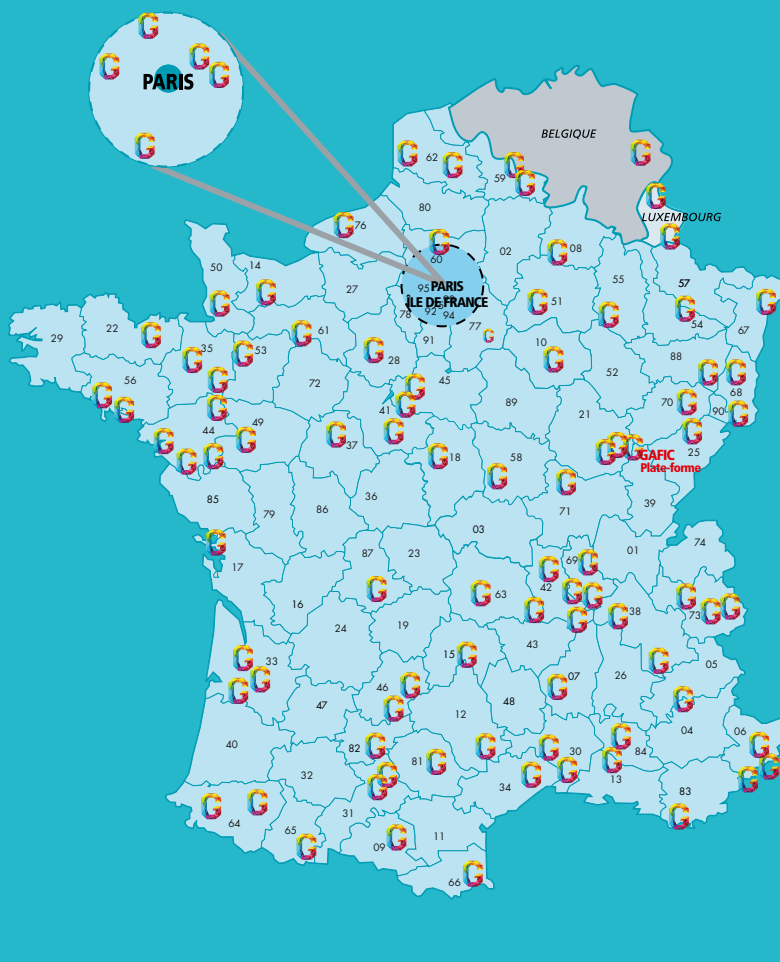 G
G
G
G
PARIS
G
BELGIQUE
G
G
62
G
G
59
G
G
80
LUXEMBOURG
G
76
G
G
60
02
G
08
50
14
G
G
27
95
PARIS
ÎLE DE FRANCE
78
92
94
77
91
G
55
57
G
51
G
G
54
67
G
29
22
G
35
G
G
53
G
61
G
28
G
10
G
52
88
G
G
68
56
G
G
G
72
G
45
41
G
G
89
21
70
G
90
G
44
G
49
G
G
G
G
37
G
G
18
58
G
G
G
G
G
GAFIC
Plate-forme
25
G
85
79
86
36
G
71
39
03
74
G
17
87
23
G
69
G
01
G
16
G
63
42
G
G
G
G
38
G
73
G
G
24
19
43
G
33
G
G
15
G
46
G
G
07
G
26
G
05
G
47
12
48
04
06
G
40
82
G
81
G
G
G
30
G
G
84
G
13
G
G
32
G
G
34
G
83
G
G
G
64
31
65
G
09
G
11
66
G